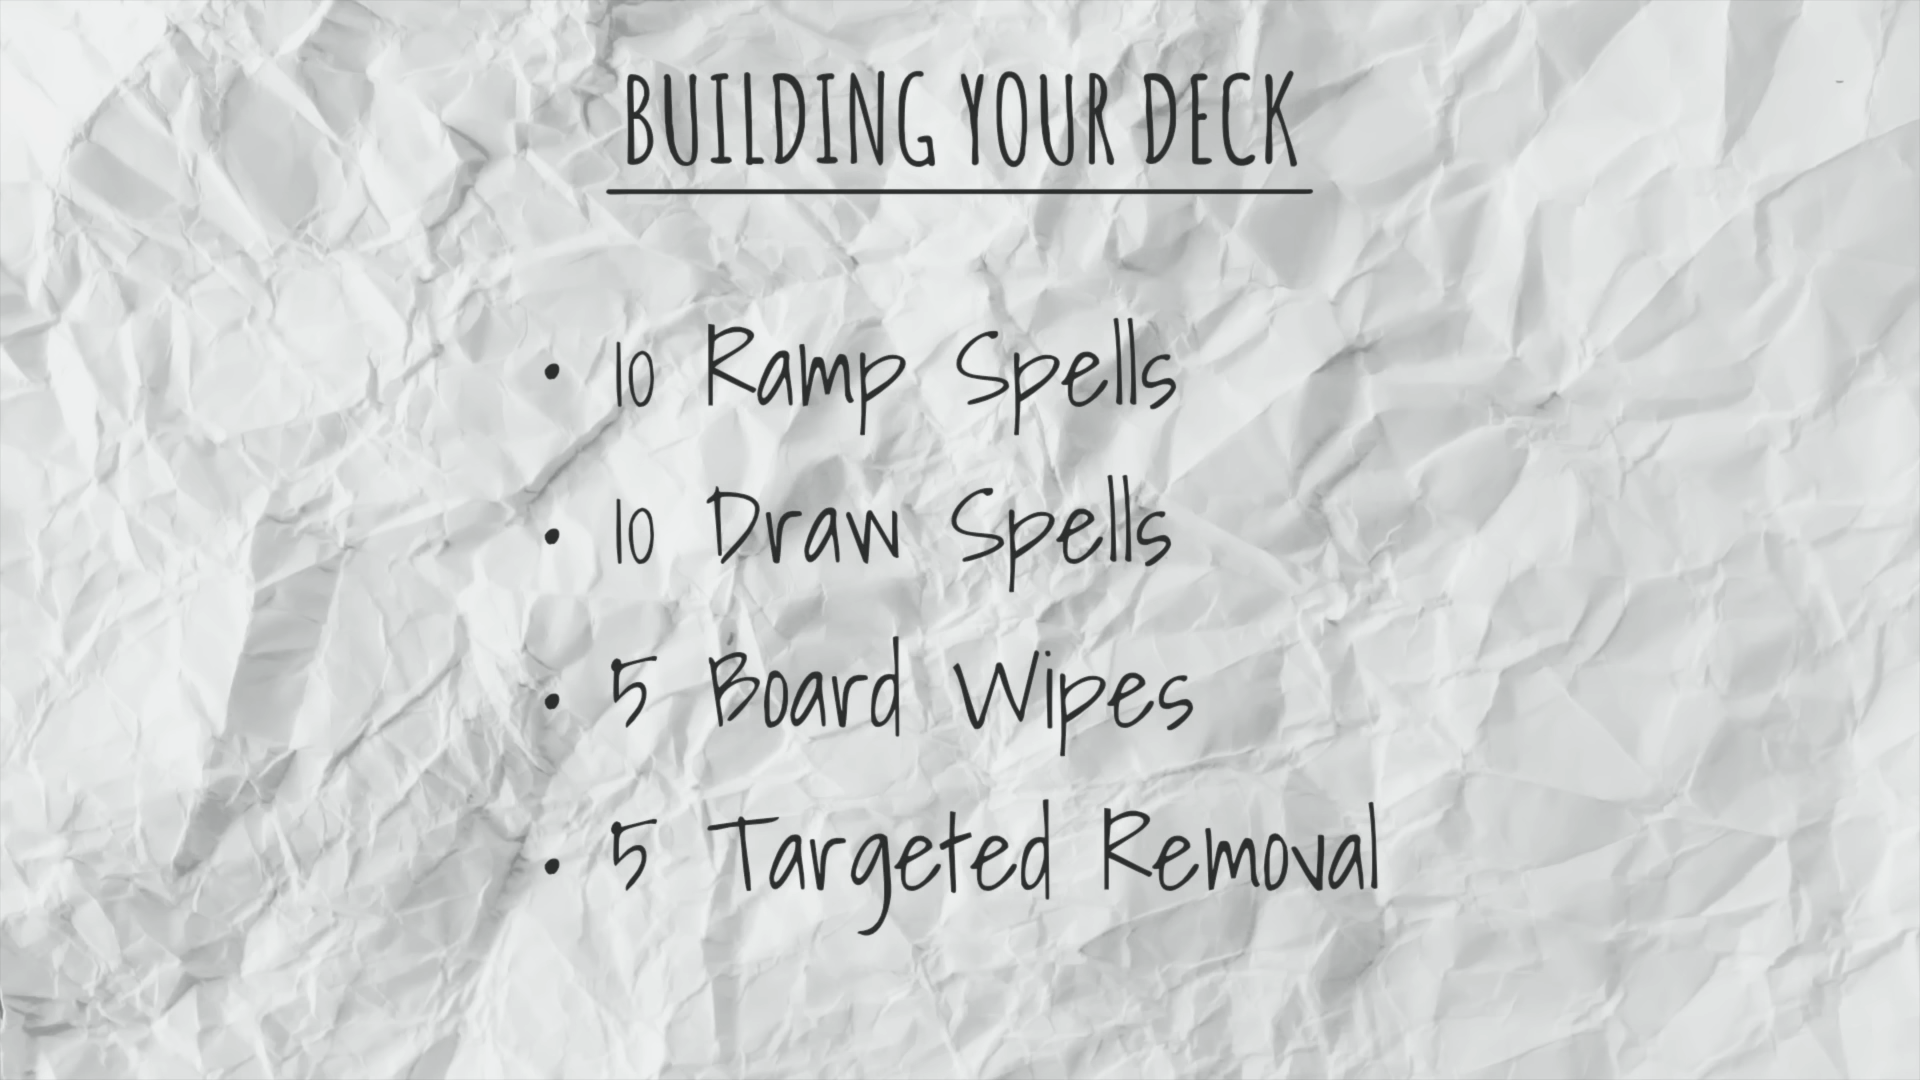 BUILDING YOUR DECK
• 10 Ramp Spells
• 10 Draw Spells
• 5 Board Wipes
• 5 Targeted Removal